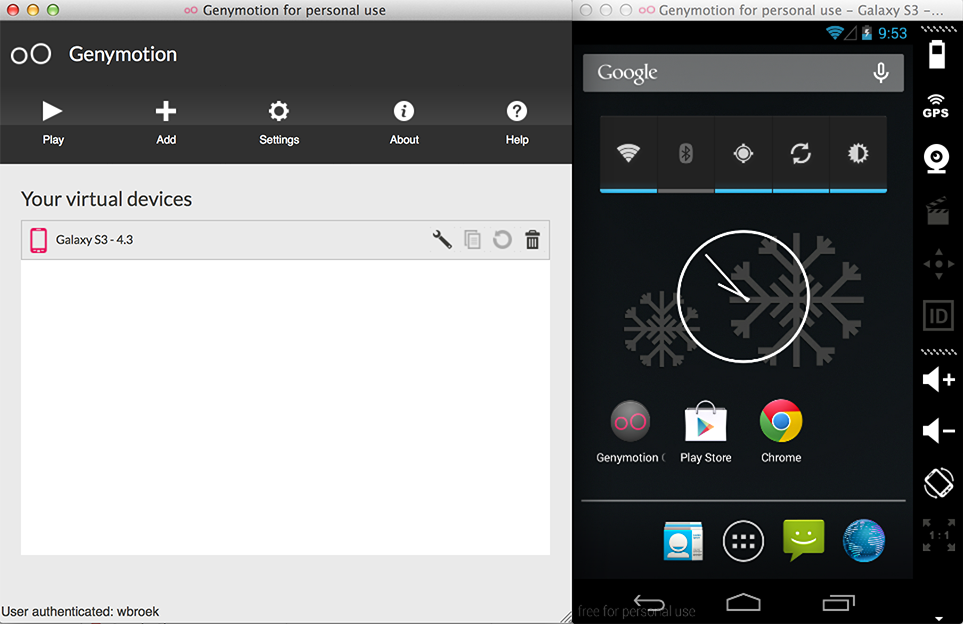 Genymotion for personal use
Genymotion
Play
Add
Settings
About
Help
Your virtual devices
Galaxy S3 - 4.3
User authenticated: wbroek
Genymotion for personal use - Galaxy S3 -...
9:53
Google
GPS
ID
Genymotion
Play Store
Chrome
1:1
free for personal use